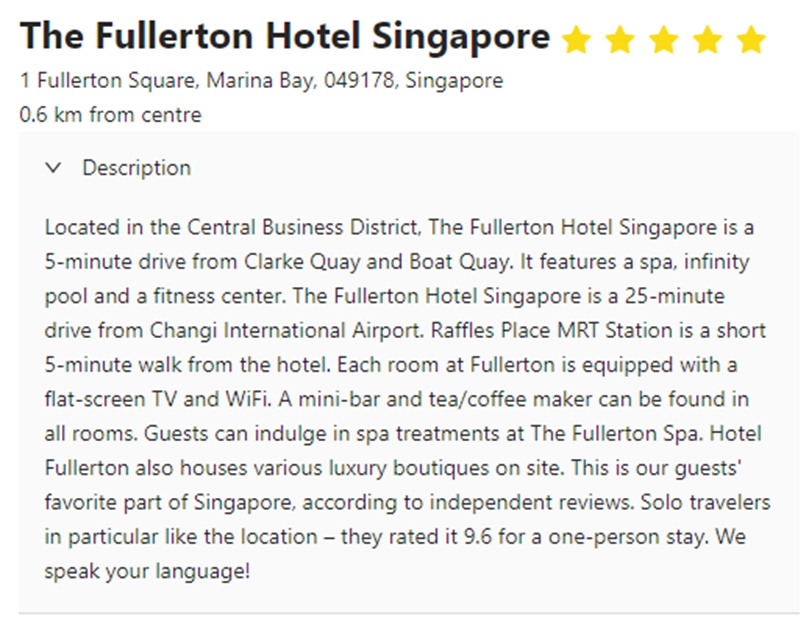 The Fullerton Hotel Singapore
1 Fullerton Square, Marina Bay, 049178, Singapore
0.6 km from centre
Description
Located in the Central Business District, The Fullerton Hotel Singapore is a
5-minute drive from Clarke Quay and Boat Quay. It features a spa, infinity
pool and a fitness center. The Fullerton Hotel Singapore is a 25-minute
drive from Changi International Airport. Raffles Place MRT Station is a short
5-minute walk from the hotel. Each room at Fullerton is equipped with a
flat-screen TV and WiFi. A mini-bar and tea/coffee maker can be found in
all rooms. Guests can indulge in spa treatments at The Fullerton Spa. Hotel
Fullerton also houses various luxury boutiques on site. This is our guests'
favorite part of Singapore, according to independent reviews. Solo travelers
in particular like the location – they rated it 9.6 for a one-person stay. We
speak your language!